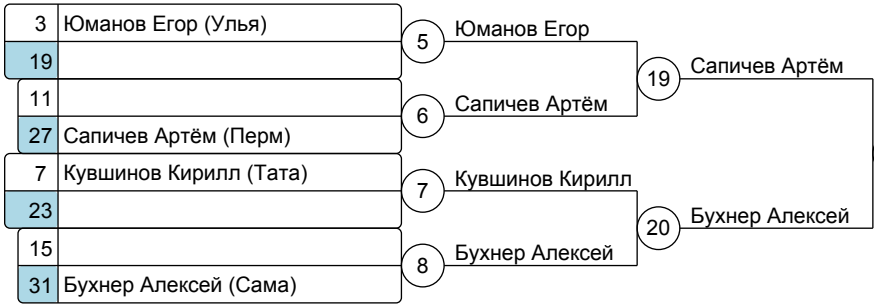 3 Юманов Егор (Улья)
19
5 Юманов Егор
11
27 Сапичев Артём (Перм)
6 Сапичев Артём
19 Сапичев Артём
7 Кувшинов Кирилл (Тата)
23
7 Кувшинов Кирилл
15
31 Бухнер Алексей (Сама)
8 Бухнер Алексей
20 Бухнер Алексей